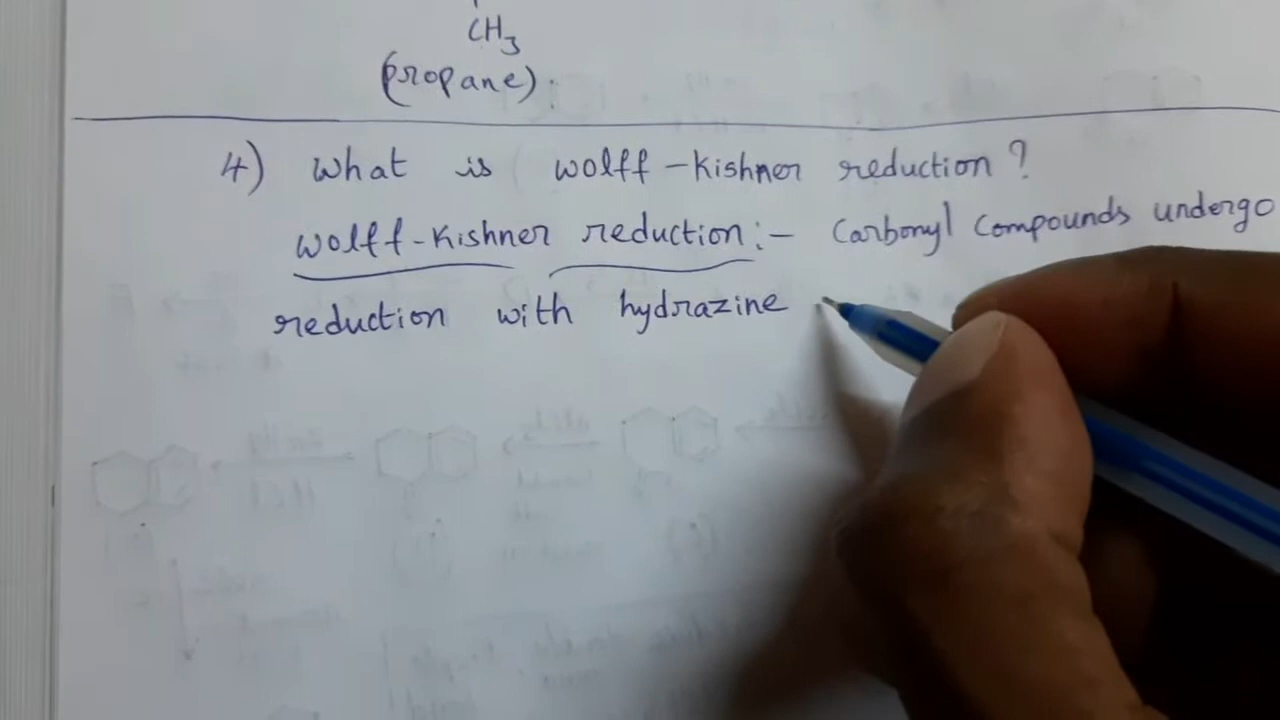 CH3
(propane).
4) What is wolff-Kishner reduction?
wolff-Kishner reduction:- Carbonyl Compounds undergo
reduction with hydrazine